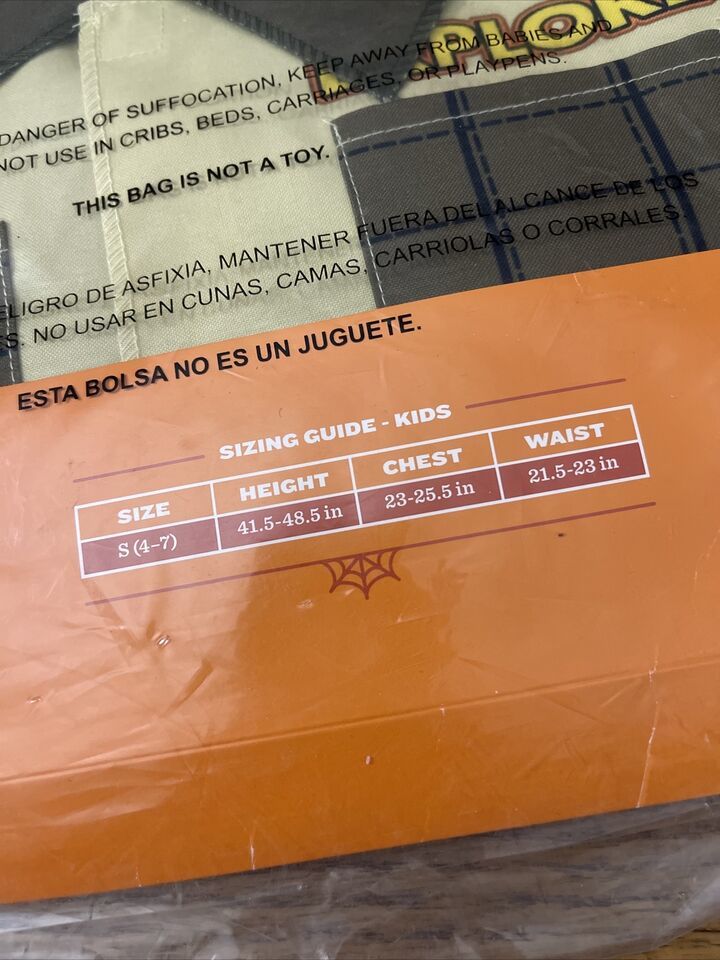 PLORE
DANGER OF SUFFOCATION, KEEP AWAY FROM BABIES AND
NOT USE IN CRIBS, BEDS, CARRIAGES, OR PLAYPENS.
THIS BAG IS NOT A TOY.
ELIGRO DE ASFIXIA, MANTENER FUERA DEL ALCANCE DE LOS
S. NO USAR EN CUNAS, CAMAS, CARRIOLAS O CORRALES.
ESTA BOLSA NO ES UN JUGUETE.
SIZING GUIDE - KIDS
SIZE HEIGHT CHEST WAIST
S (4-7) 41.5-48.5 in 23-25.5 in 21.5-23 in